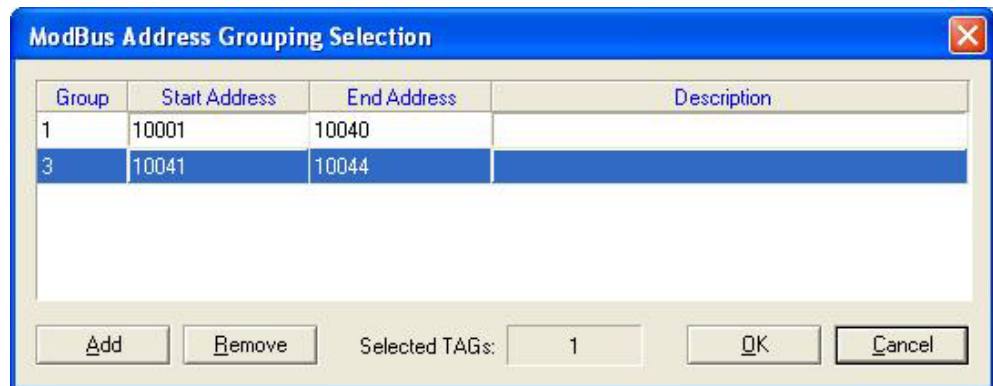 ModBus Address Grouping Selection
Group Start Address End Address Description
1 10001 10040
3 10041 10044
Add Remove Selected TAGs: 1 OK Cancel